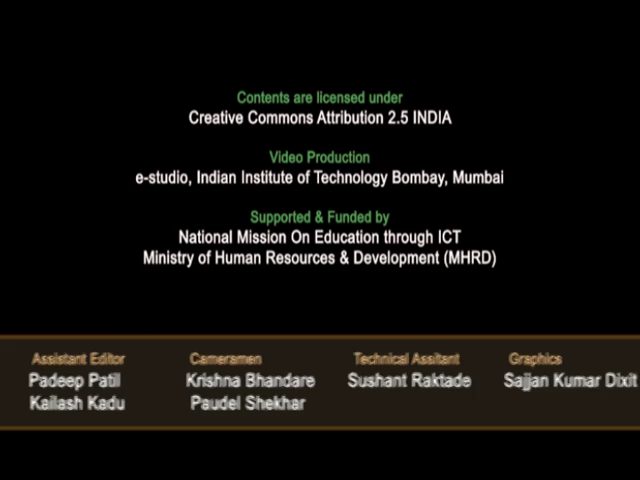 Contents are licensed under
Creative Commons Attribution 2.5 INDIA
Video Production
e-studio, Indian Institute of Technology Bombay, Mumbai
Supported & Funded by
National Mission On Education through ICT
Ministry of Human Resources & Development (MHRD)
Assistant Editor Cameramen Technical Assitant Graphics
Padeep Patil Krishna Bhandare Sushant Raktade Sajjan Kumar Dixit
Kailash Kadu Paudel Shekhar